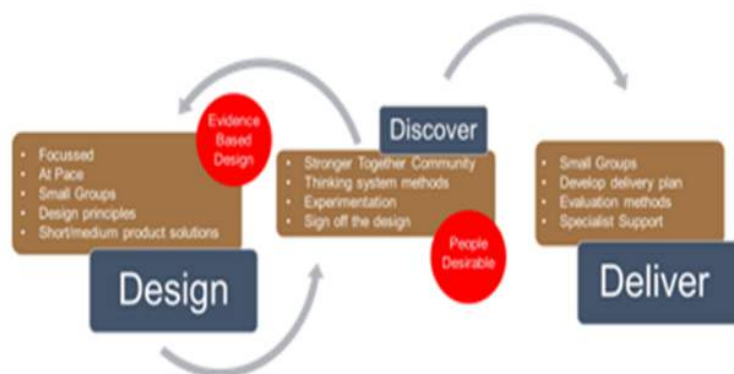 Evidence
Based
Design
• Focussed
• At Pace
• Small Groups
• Design principles
• Short/medium product solutions
Design
Discover
• Stronger Together Community
• Thinking system methods
• Experimentation
• Sign off the design
People
Desirable
• Small Groups
• Develop delivery plan
• Evaluation methods
• Specialist Support
Deliver